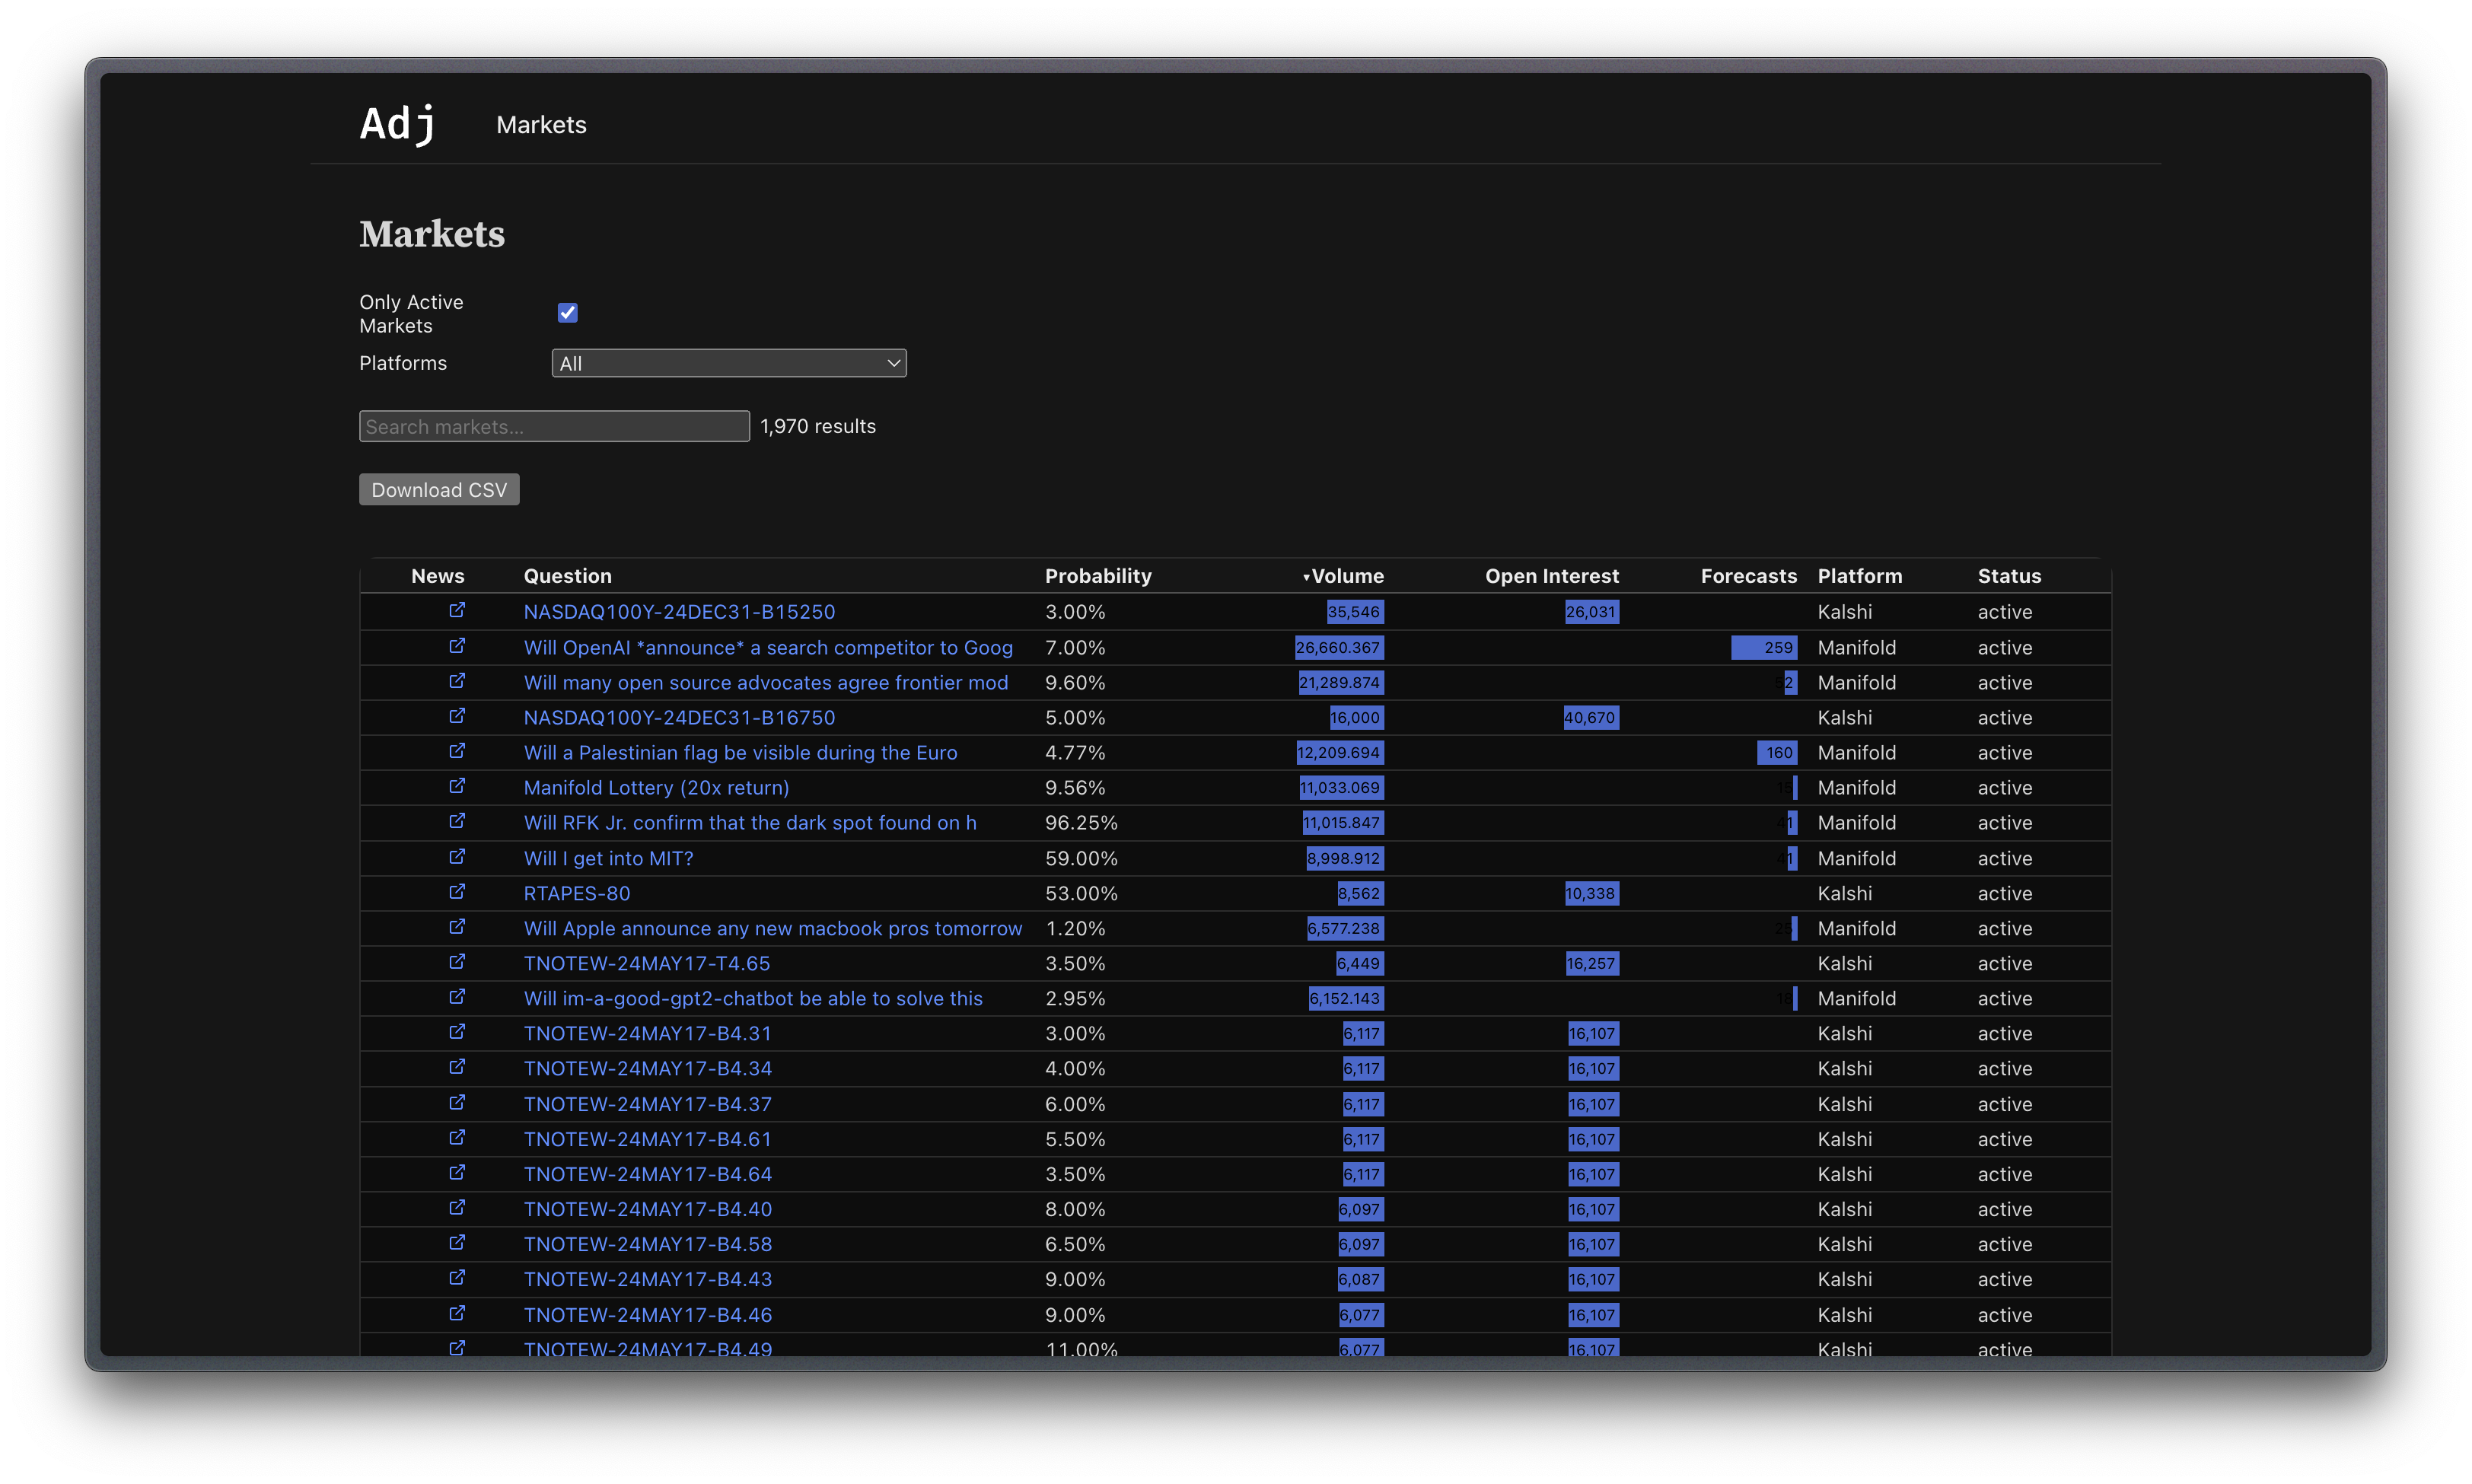 Adj Markets
Markets
Only Active
Markets
Platforms All
Search markets... 1,970 results
Download CSV
News Question Probability ▾Volume Open Interest Forecasts Platform Status
NASDAQ100Y-24DEC31-B15250 3.00% 35,546 26,031 Kalshi active
Will OpenAI *announce* a search competitor to Goog 7.00% 26,660.367 259 Manifold active
Will many open source advocates agree frontier mod 9.60% 21,289.874 52 Manifold active
NASDAQ100Y-24DEC31-B16750 5.00% 16,000 40,670 Kalshi active
Will a Palestinian flag be visible during the Euro 4.77% 12,209.694 160 Manifold active
Manifold Lottery (20x return) 9.56% 11,033.069 15 Manifold active
Will RFK Jr. confirm that the dark spot found on h 96.25% 11,015.847 41 Manifold active
Will I get into MIT? 59.00% 8,998.912 41 Manifold active
RTAPES-80 53.00% 8,562 10,338 Kalshi active
Will Apple announce any new macbook pros tomorrow 1.20% 6,577.238 25 Manifold active
TNOTEW-24MAY17-T4.65 3.50% 6,449 16,257 Kalshi active
Will im-a-good-gpt2-chatbot be able to solve this 2.95% 6,152.143 18 Manifold active
TNOTEW-24MAY17-B4.31 3.00% 6,117 16,107 Kalshi active
TNOTEW-24MAY17-B4.34 4.00% 6,117 16,107 Kalshi active
TNOTEW-24MAY17-B4.37 6.00% 6,117 16,107 Kalshi active
TNOTEW-24MAY17-B4.61 5.50% 6,117 16,107 Kalshi active
TNOTEW-24MAY17-B4.64 3.50% 6,117 16,107 Kalshi active
TNOTEW-24MAY17-B4.40 8.00% 6,097 16,107 Kalshi active
TNOTEW-24MAY17-B4.58 6.50% 6,097 16,107 Kalshi active
TNOTEW-24MAY17-B4.43 9.00% 6,087 16,107 Kalshi active
TNOTEW-24MAY17-B4.46 9.00% 6,077 16,107 Kalshi active
TNOTEW-24MAY17-B4.49 11.00% 6,077 16,107 Kalshi active